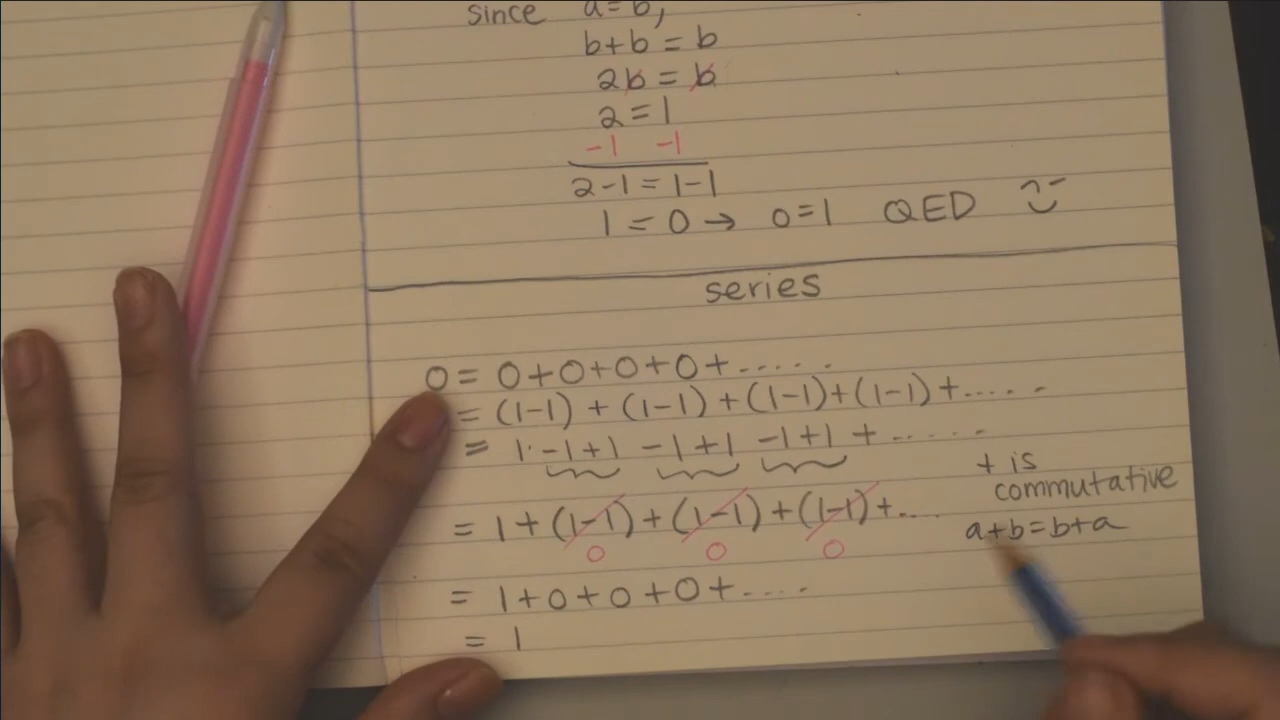 since a=b,
b+b = b
2b = b
2 = 1
-1 -1
2-1 = 1-1
1 = 0 → 0=1 QED
series
0 = 0+0+0+0+.....
= (1-1) + (1-1) + (1-1)+(1-1) +.....
= 1 -1+1 -1+1 -1+1 + .....
+ is
commutative
= 1 + (1-1) + (1-1) + (1-1) +....
a+b=b+a
0 0 0
= 1+0+0+0+....
= 1